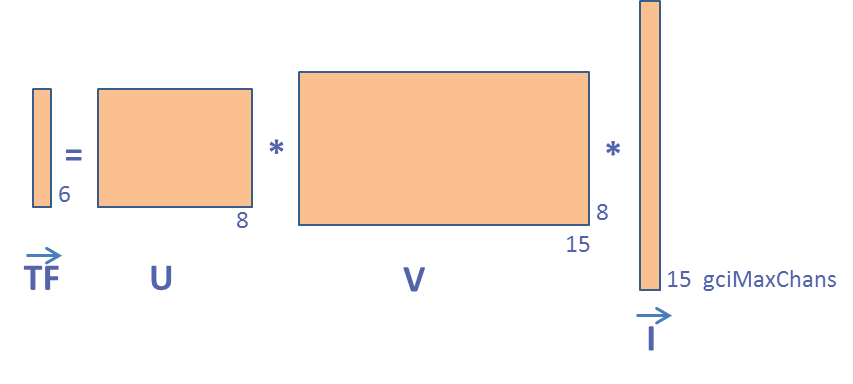 = * *
6 8 8
15
15 gciMaxChans
TF U V
I